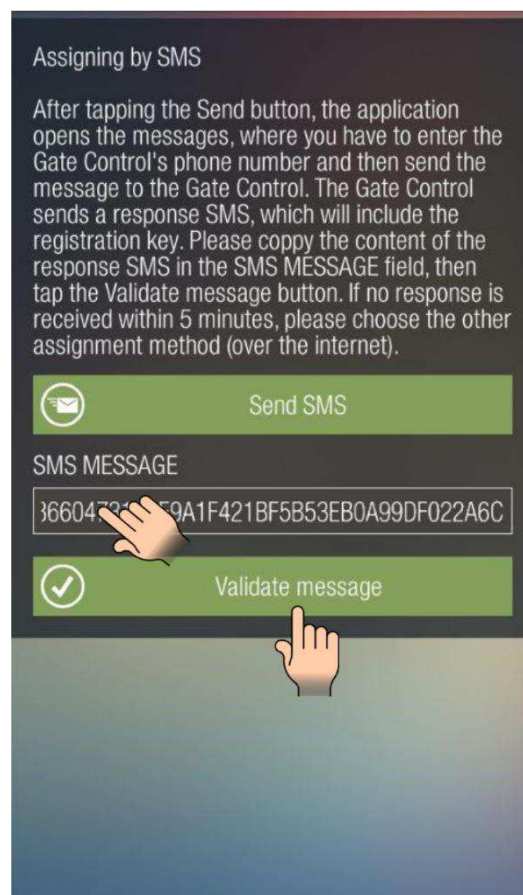 Assigning by SMS
After tapping the Send button, the application
opens the messages, where you have to enter the
Gate Control's phone number and then send the
message to the Gate Control. The Gate Control
sends a response SMS, which will include the
registration key. Please coppy the content of the
response SMS in the SMS MESSAGE field, then
tap the Validate message button. If no response is
received within 5 minutes, please choose the other
assignment method (over the internet).
Send SMS
SMS MESSAGE
Validate message